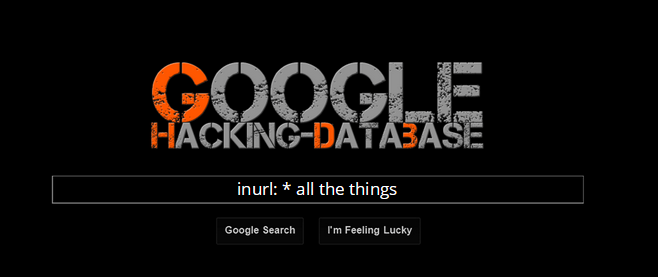 GOOGLE
HACKING-DATABASE
inurl: * all the things
Google Search
I'm Feeling Lucky